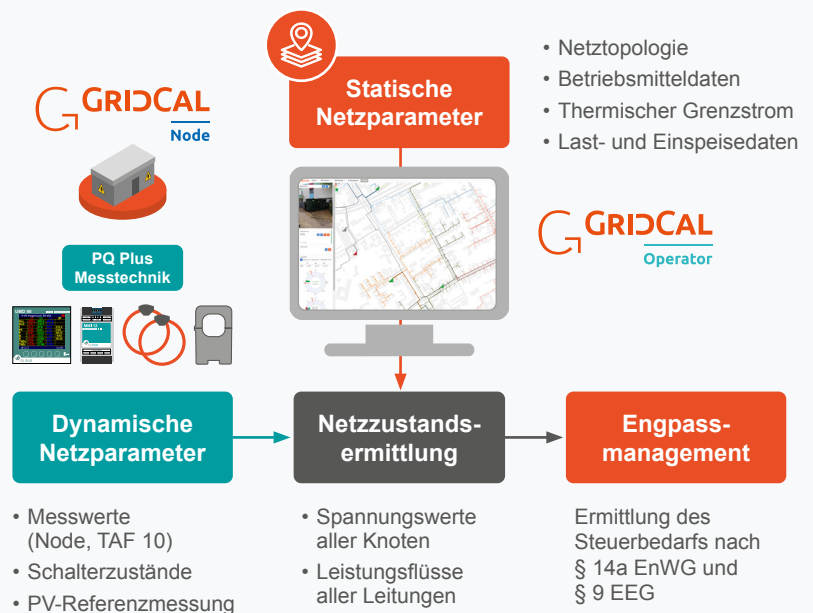 GRIDCAL
Node
PQ Plus
Messtechnik
Statische
Netzparameter
• Netztopologie
• Betriebsmitteldaten
• Thermischer Grenzstrom
• Last- und Einspeisedaten
GRIDCAL
Operator
Dynamische
Netzparameter
• Messwerte
(Node, TAF 10)
• Schalterzustände
• PV-Referenzmessung
Netzzustands-
ermittlung
• Spannungswerte
aller Knoten
• Leistungsflüsse
aller Leitungen
Engpass-
management
Ermittlung des
Steuerbedarfs nach
§ 14a EnWG und
§ 9 EEG